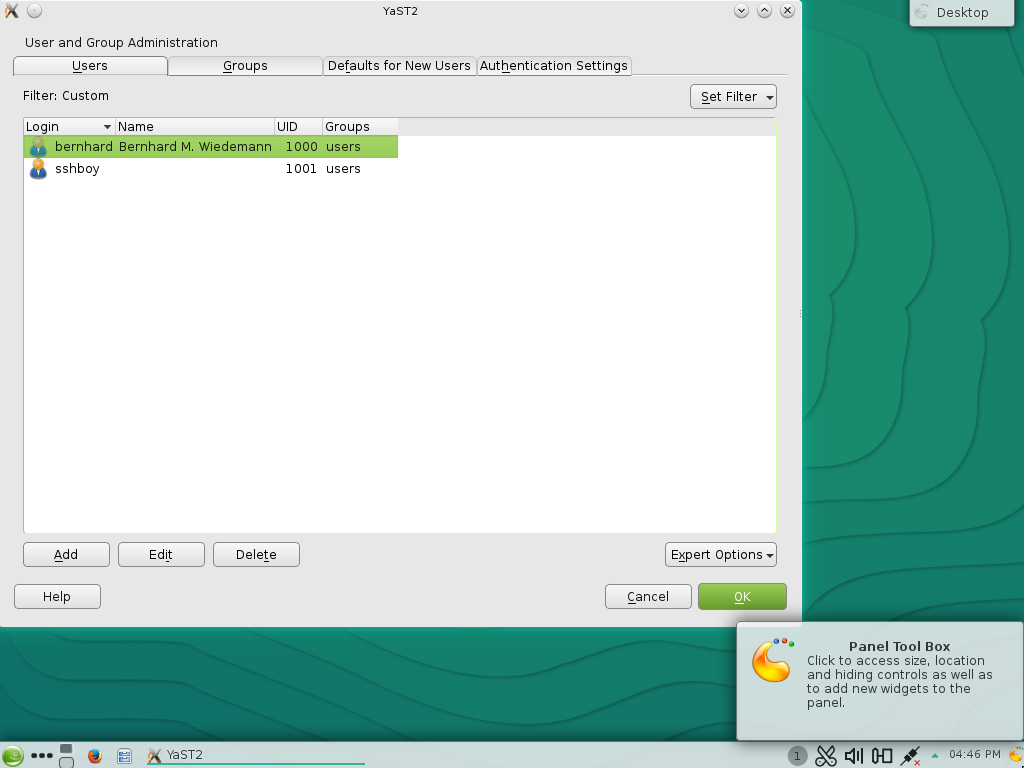 YaST2
Desktop
User and Group Administration
Users Groups Defaults for New Users Authentication Settings
Filter: Custom
Set Filter
Login Name UID Groups
bernhard Bernhard M. Wiedemann 1000 users
sshboy 1001 users
Add Edit Delete Expert Options
Help Cancel OK
Panel Tool Box
Click to access size, location
and hiding controls as well as
to add new widgets to the
panel.
YaST2 1 04:46 PM